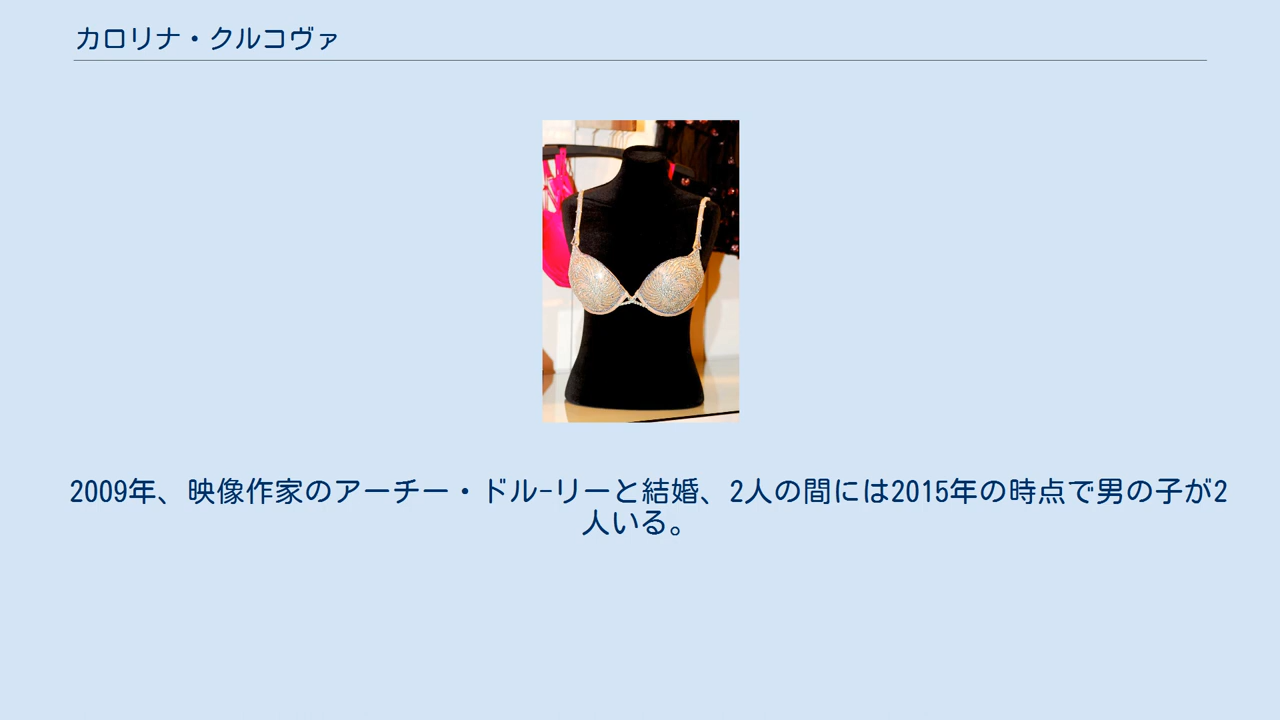 カロリナ・クルコヴァ
2009年、映像作家のアーチー・ドル-リーと結婚、2人の間には2015年の時点で男の子が2
人いる。